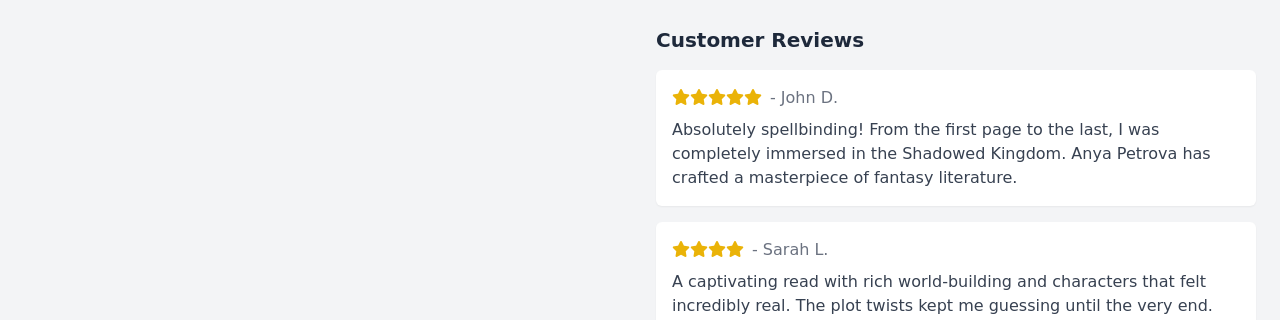 Customer Reviews
- John D.
Absolutely spellbinding! From the first page to the last, I was
completely immersed in the Shadowed Kingdom. Anya Petrova has
crafted a masterpiece of fantasy literature.
- Sarah L.
A captivating read with rich world-building and characters that felt
incredibly real. The plot twists kept me guessing until the very end.